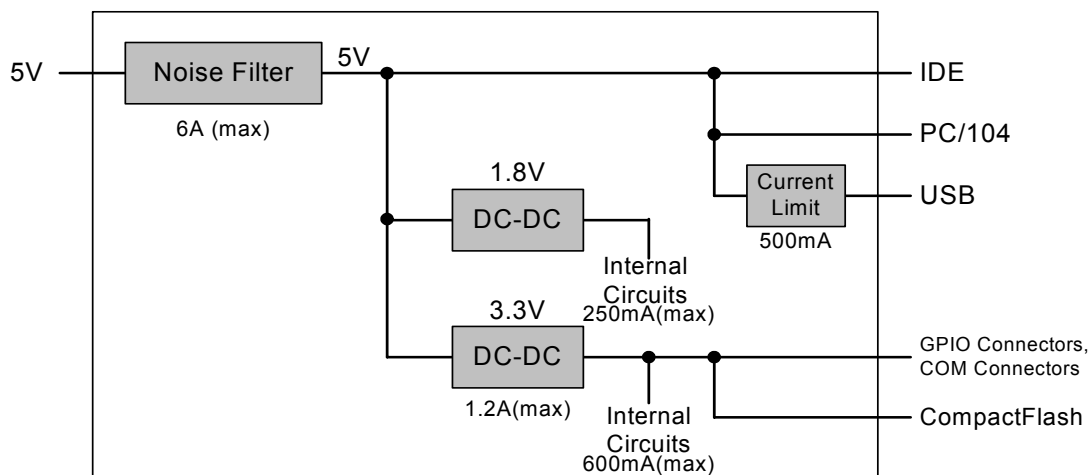 5V
Noise Filter
5V
6A (max)
IDE
PC/104
Current
Limit
USB
500mA
1.8V
DC-DC
Internal
Circuits
250mA(max)
3.3V
DC-DC
1.2A(max)
Internal
Circuits
600mA(max)
GPIO Connectors,
COM Connectors
CompactFlash